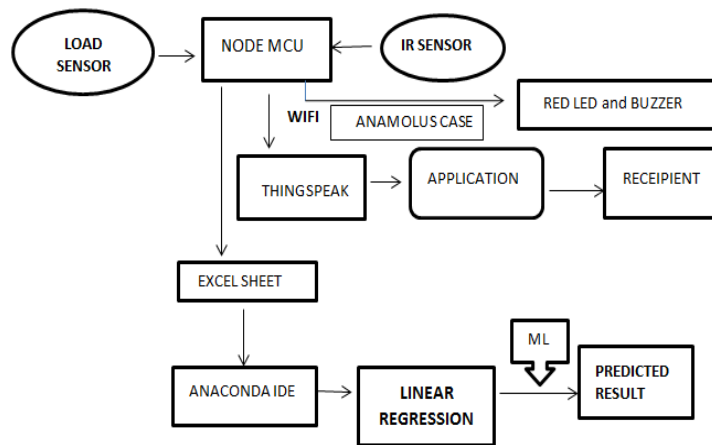 LOAD
SENSOR
NODE MCU
IR SENSOR
RED LED and BUZZER
WIFI
ANAMOLUS CASE
THINGSPEAK
APPLICATION
RECEIPIENT
EXCEL SHEET
ML
ANACONDA IDE
LINEAR
REGRESSION
PREDICTED
RESULT